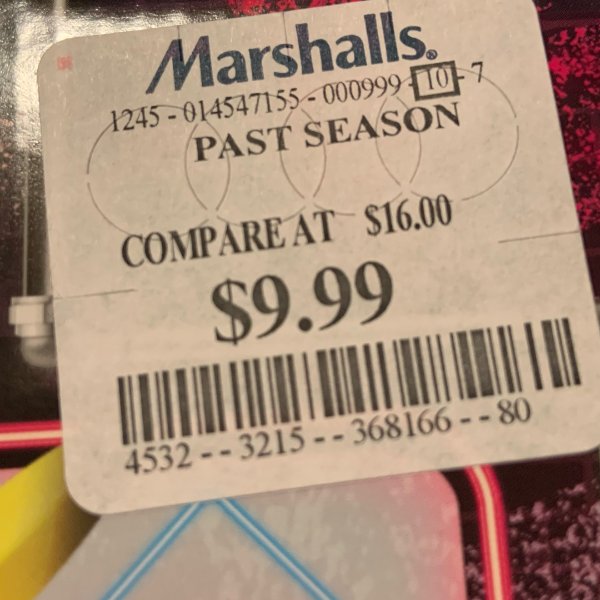 Marshalls®
1245 - 014547155 - 000999 - 10 - 7
PAST SEASON
COMPARE AT $16.00
$9.99
4532 - - 3215 - - 368166 - - 80